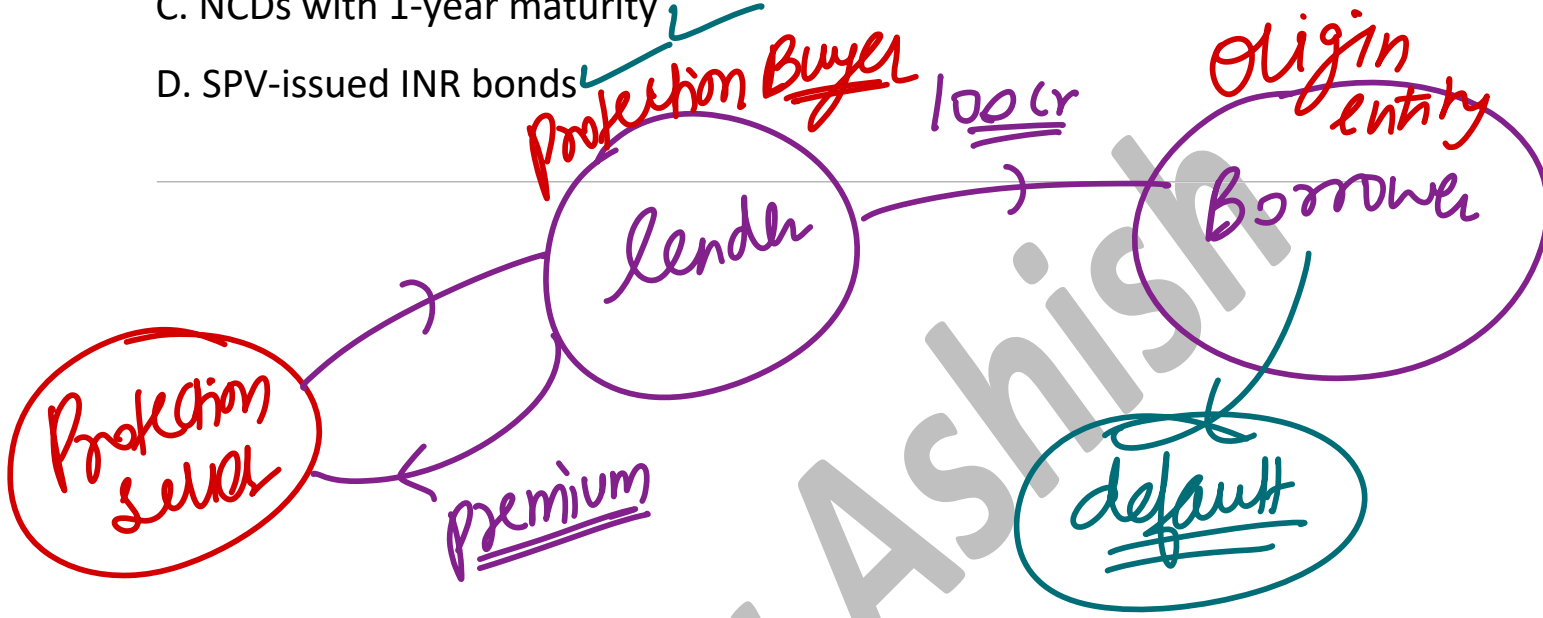 C. NCDs with 1-year maturity
D. SPV-issued INR bonds
Protection Buyer
100 cr
Origin
entity
lender
Borrower
Protection
seller
premium
default
Ashish